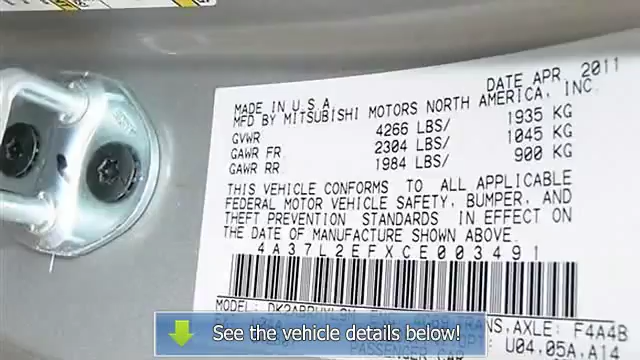 DATE APR. 2011
MADE IN U.S.A.
MFD BY MITSUBISHI MOTORS NORTH AMERICA, INC.
GVWR 4266 LBS/ 1935 KG
GAWR FR 2304 LBS/ 1045 KG
GAWR RR 1984 LBS/ 900 KG
THIS VEHICLE CONFORMS TO ALL APPLICABLE
FEDERAL MOTOR VEHICLE SAFETY, BUMPER, AND
THEFT PREVENTION STANDARDS IN EFFECT ON
THE DATE OF MANUFACTURE SHOWN ABOVE.
4A37L2EFXCE003491
MODEL: TRANS,AXLE: F4A4B
U04.05A.A14
See the vehicle details below!
PASSENGER CAR